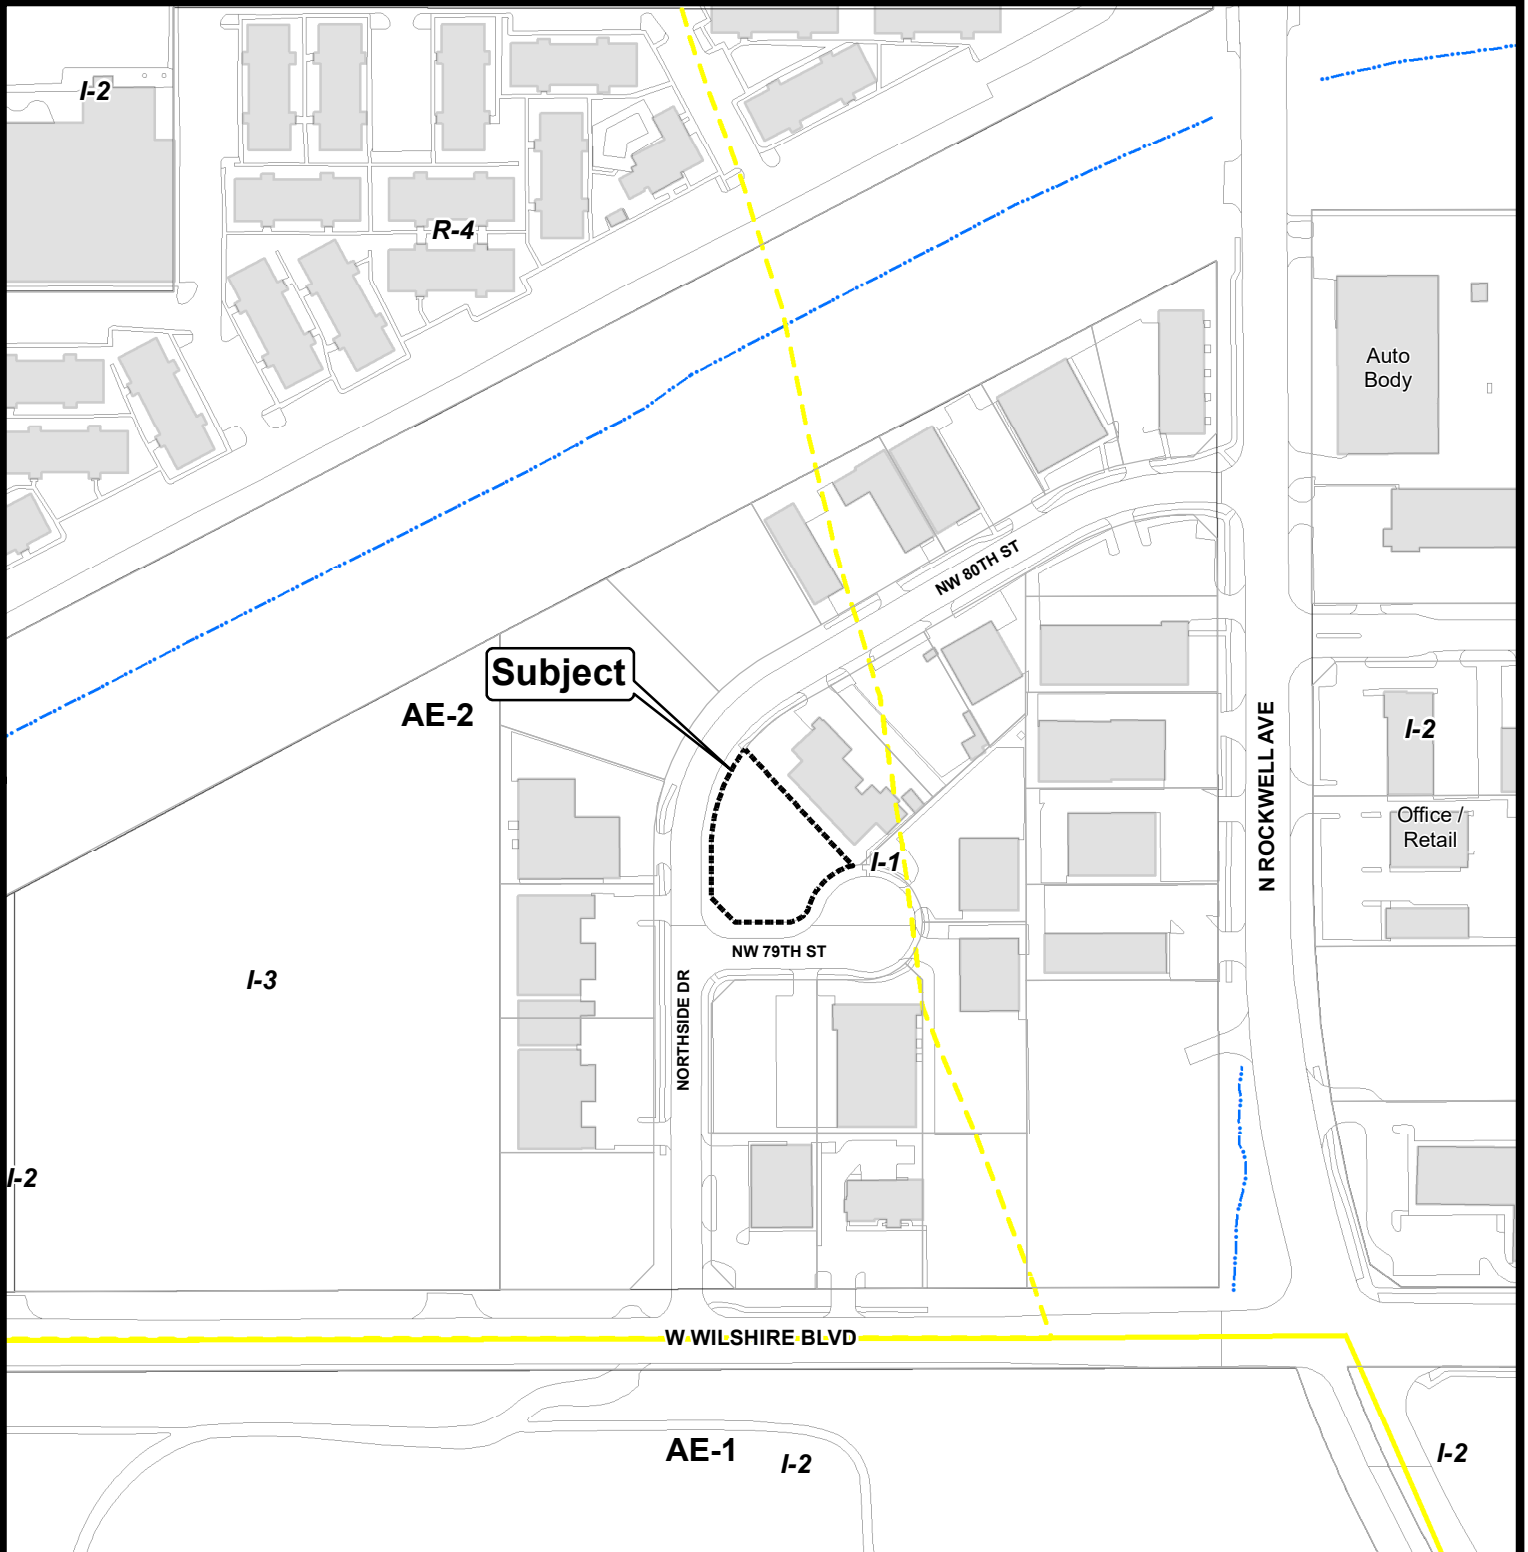 I-2
R-4
Auto
Body
NW 80TH ST
Subject
AE-2
I-2
N ROCKWELL AVE
Office /
Retail
I-1
NW 79TH ST
I-3
NORTHSIDE DR
I-2
W WILSHIRE BLVD
AE-1
I-2
I-2